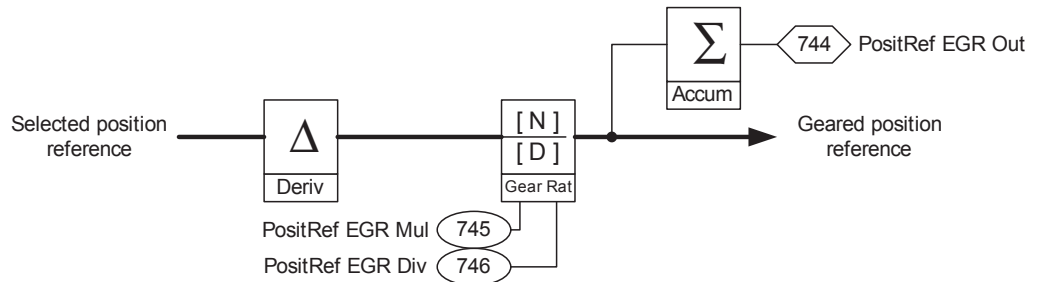 Σ
744
PositRef EGR Out
Accum
Selected position
reference
Δ
Deriv
[ N ]
[ D ]
Gear Rat
Geared position
reference
PositRef EGR Mul
745
PositRef EGR Div
746